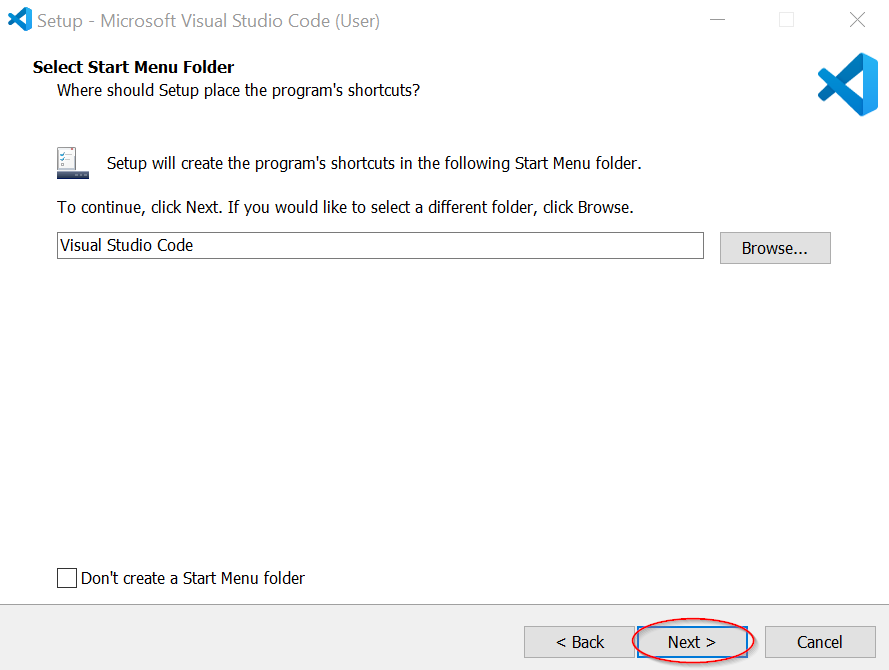 Setup - Microsoft Visual Studio Code (User)
Select Start Menu Folder
Where should Setup place the program's shortcuts?
Setup will create the program's shortcuts in the following Start Menu folder.
To continue, click Next. If you would like to select a different folder, click Browse.
Visual Studio Code
Browse...
Don't create a Start Menu folder
< Back
Next >
Cancel